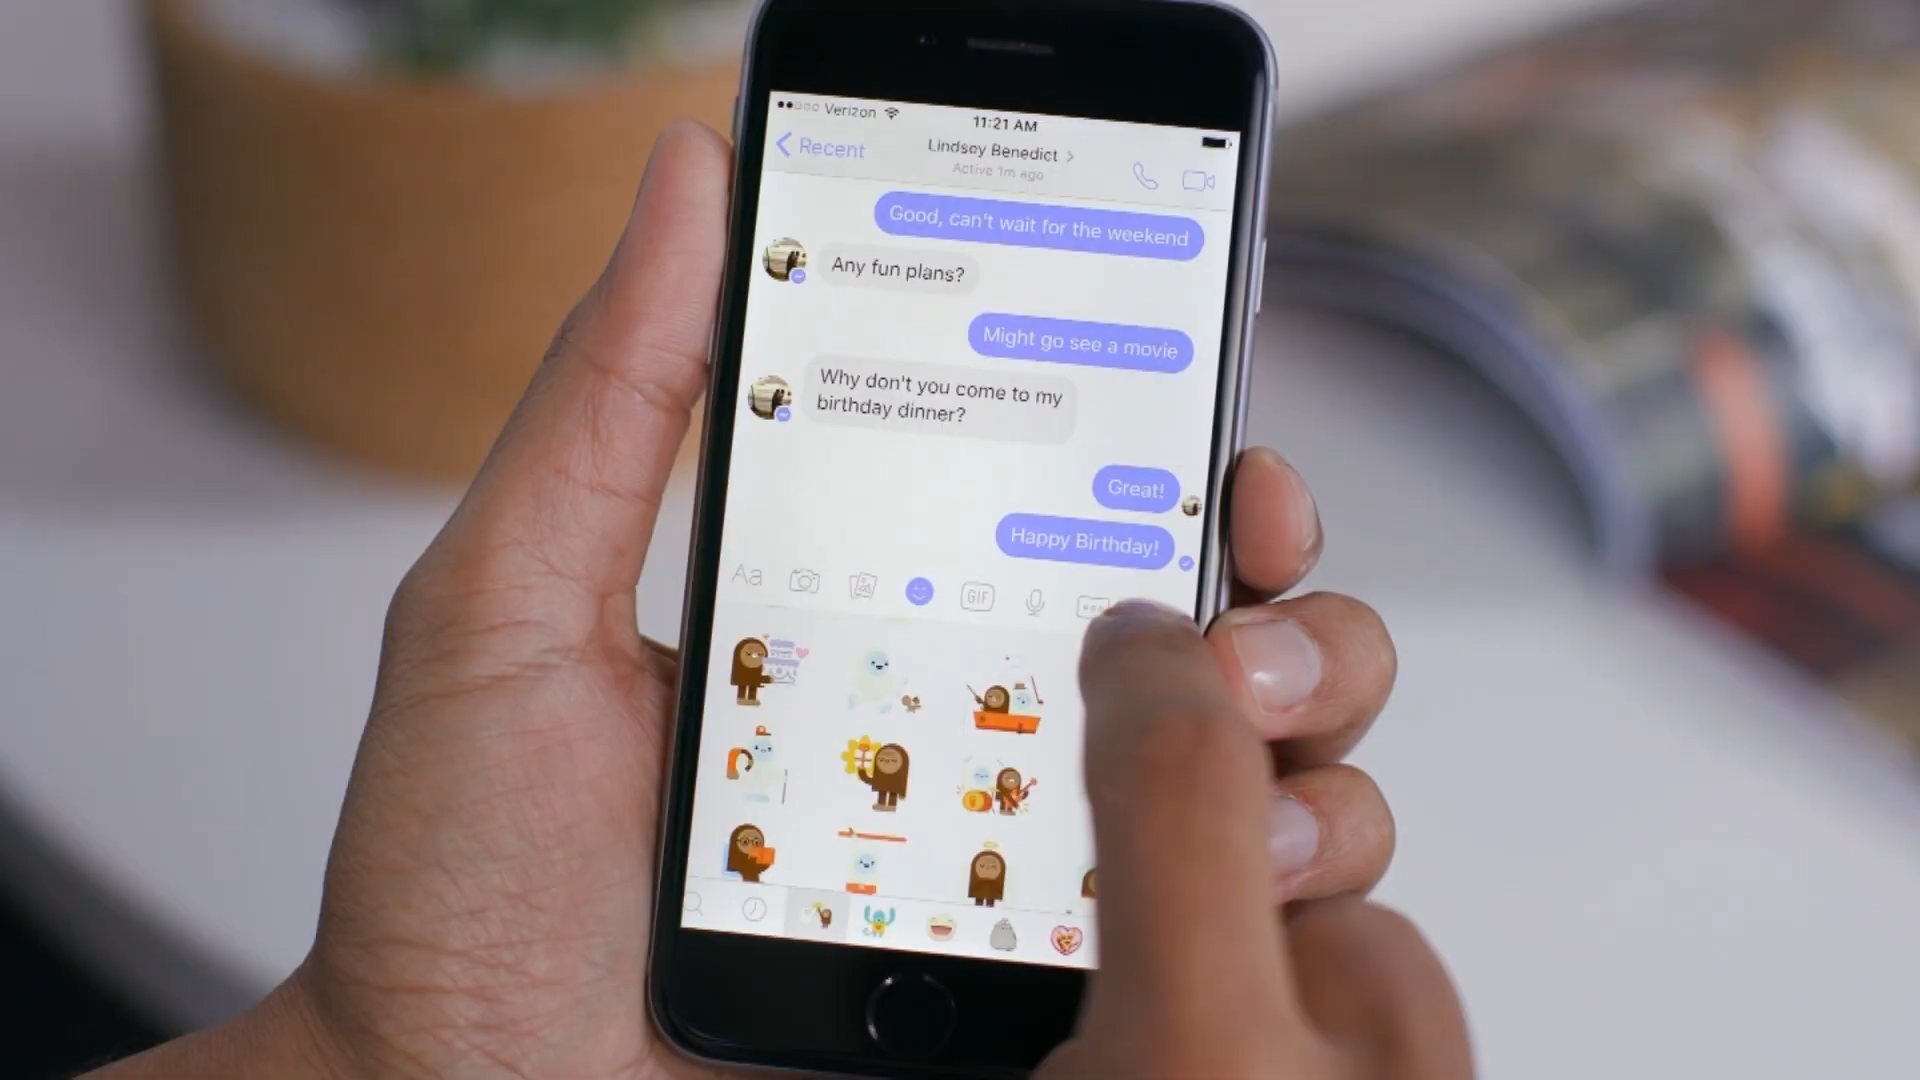 Verizon
11:21 AM
Recent
Lindsey Benedict
Active 1m ago
Good, can't wait for the weekend
Any fun plans?
Might go see a movie
Why don't you come to my
birthday dinner?
Great!
Happy Birthday!
Aa
GIF